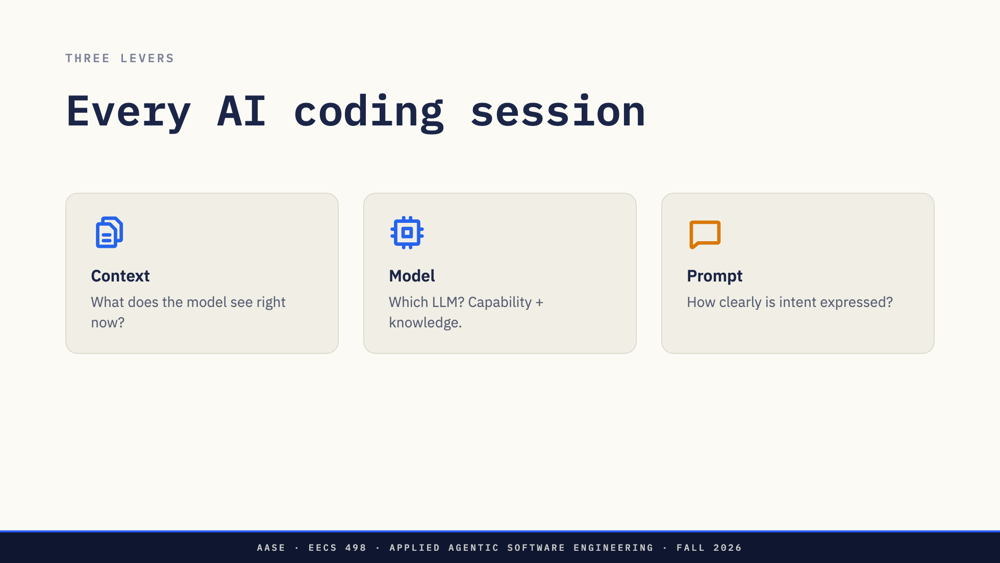 THREE LEVERS
Every AI coding session
Context
What does the model see right
now?
Model
Which LLM? Capability +
knowledge.
Prompt
How clearly is intent expressed?
AASE · EECS 498 · APPLIED AGENTIC SOFTWARE ENGINEERING · FALL 2026